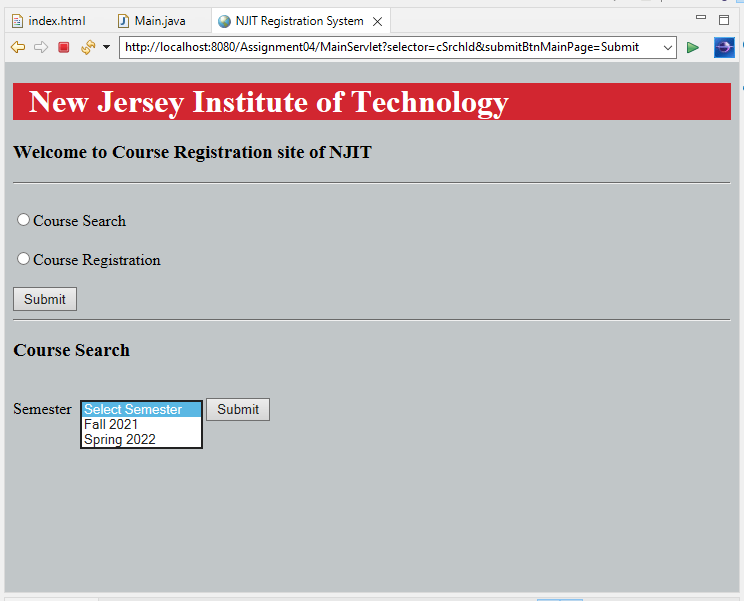 index.html Main.java NJIT Registration System
http://localhost:8080/Assignment04/MainServlet?selector=cSrchId&submitBtnMainPage=Submit
New Jersey Institute of Technology
Welcome to Course Registration site of NJIT
Course Search
Course Registration
Submit
Course Search
Semester Select Semester Submit
Fall 2021
Spring 2022